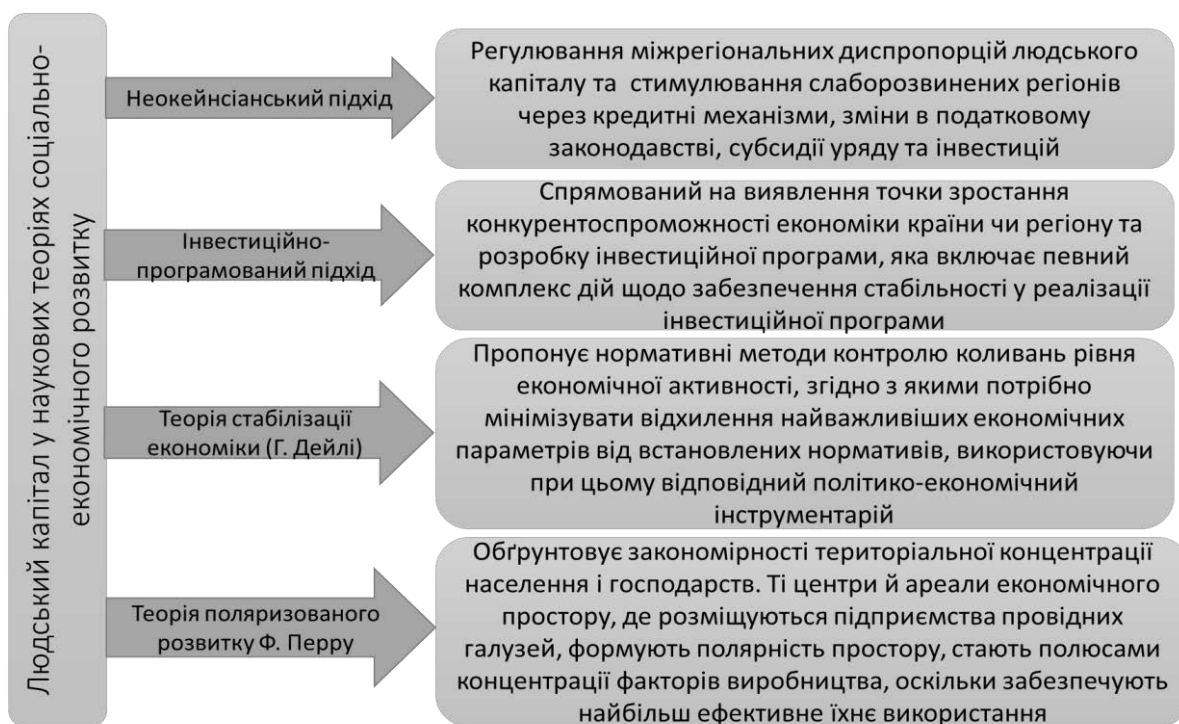 Людський капітал у наукових теоріях соціально-
економічного розвитку
Неокейнсіанський підхід
Регулювання міжрегіональних диспропорцій людського
капіталу та стимулювання слаборозвинених регіонів
через кредитні механізми, зміни в податковому
законодавстві, субсидії уряду та інвестицій
Інвестиційно-
програмований підхід
Спрямований на виявлення точки зростання
конкурентоспроможності економіки країни чи регіону та
розробку інвестиційної програми, яка включає певний
комплекс дій щодо забезпечення стабільності у реалізації
інвестиційної програми
Теорія стабілізації
економіки (Г. Дейлі)
Пропонує нормативні методи контролю коливань рівня
економічної активності, згідно з якими потрібно
мінімізувати відхилення найважливіших економічних
параметрів від встановлених нормативів, використовуючи
при цьому відповідний політико-економічний
інструментарій
Теорія поляризованого
розвитку Ф. Перру
Обґрунтовує закономірності територіальної концентрації
населення і господарств. Ті центри й ареали економічного
простору, де розміщуються підприємства провідних
галузей, формують полярність простору, стають полюсами
концентрації факторів виробництва, оскільки забезпечують
найбільш ефективне їхнє використання